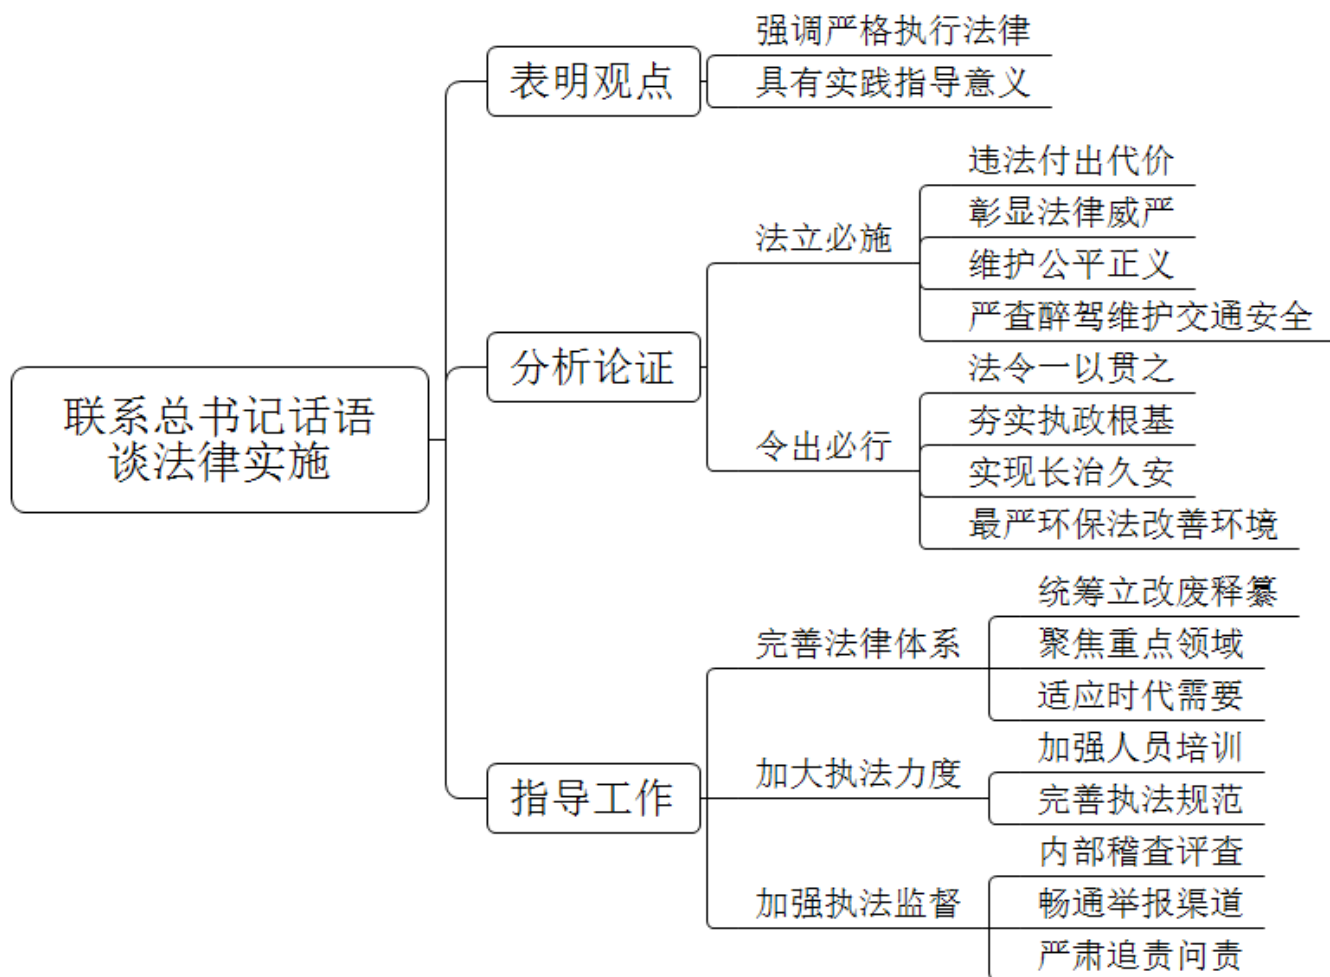 联系总书记话语
谈法律实施
表明观点
强调严格执行法律
具有实践指导意义
分析论证
法立必施
违法付出代价
彰显法律威严
维护公平正义
严查醉驾维护交通安全
令出必行
法令一以贯之
夯实执政根基
实现长治久安
最严环保法改善环境
指导工作
完善法律体系
统筹立改废释纂
聚焦重点领域
适应时代需要
加大执法力度
加强人员培训
完善执法规范
加强执法监督
内部稽查评查
畅通举报渠道
严肃追责问责